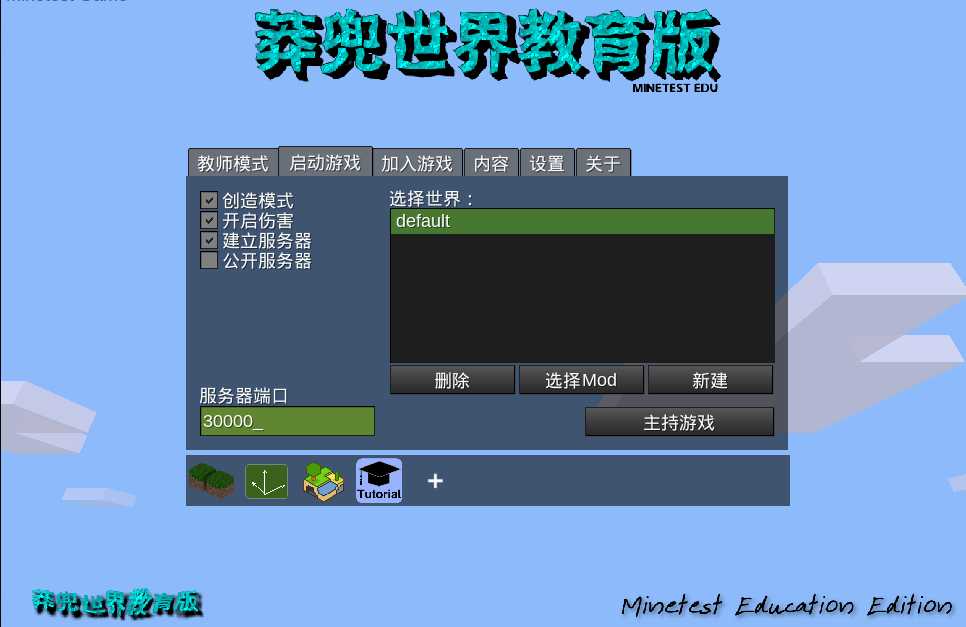 莽兜世界教育版
MINETEST EDU
教师模式 启动游戏 加入游戏 内容 设置 关于
创造模式
开启伤害
建立服务器
公开服务器
选择世界：
default
删除 选择Mod 新建
服务器端口
30000_
主持游戏
Tutorial
莽兜世界教育版
Minetest Education Edition